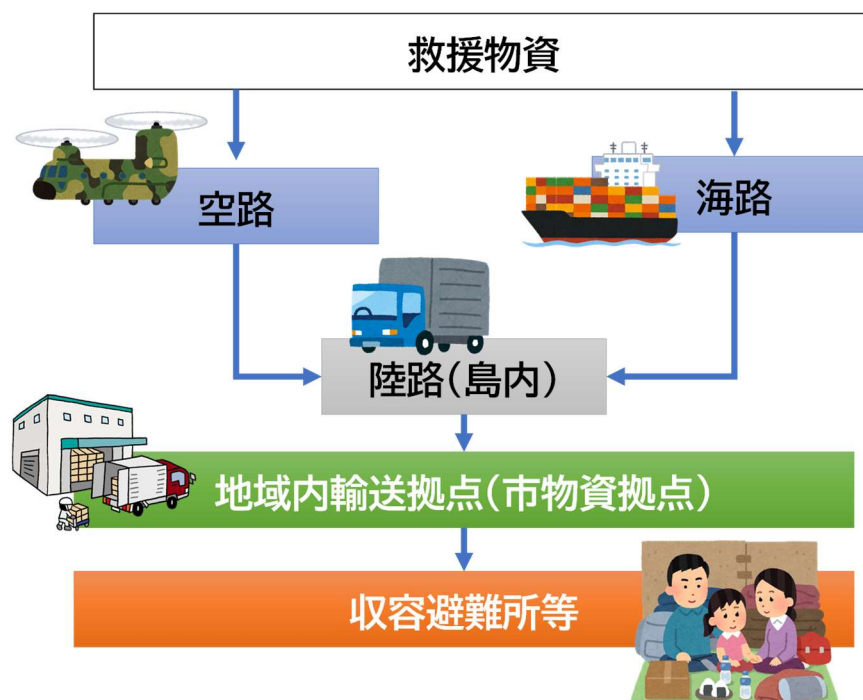 救援物資
空路
海路
陸路(島内)
地域内輸送拠点(市物資拠点)
収容避難所等